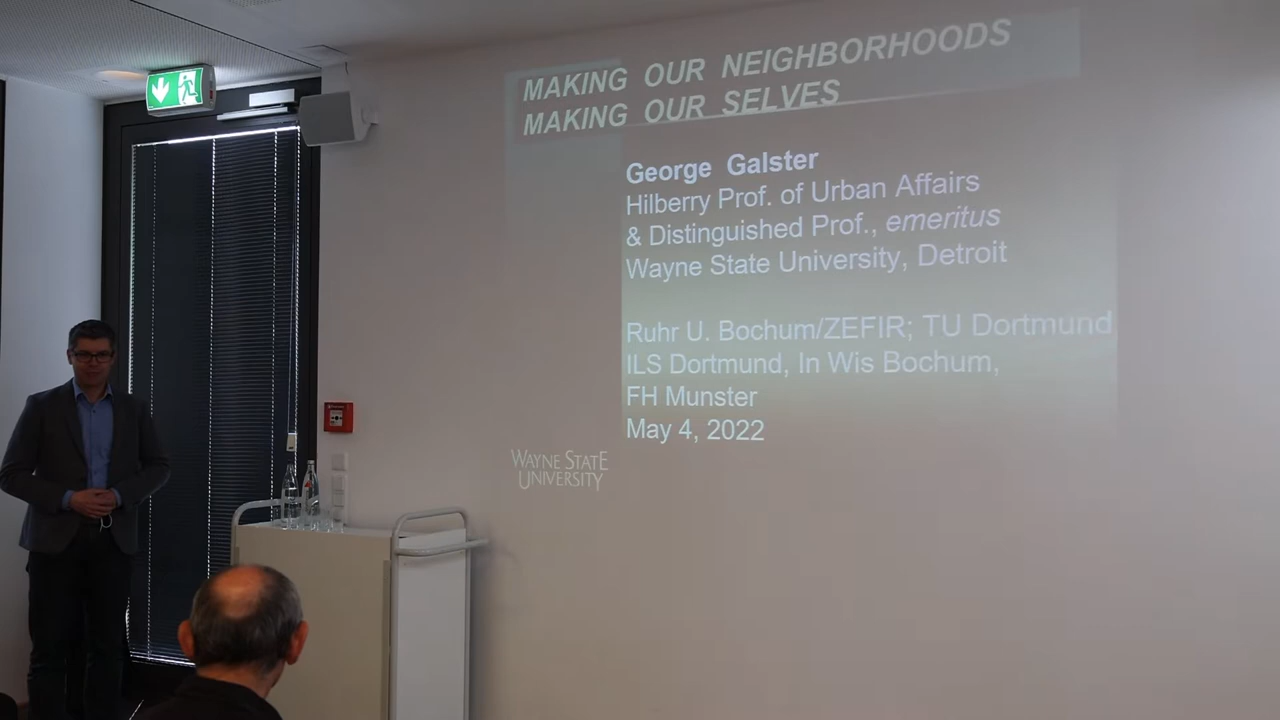 MAKING OUR NEIGHBORHOODS
MAKING OUR SELVES
George Galster
Hilberry Prof. of Urban Affairs
& Distinguished Prof., emeritus
Wayne State University, Detroit
Ruhr U. Bochum/ZEFIR; TU Dortmund
ILS Dortmund, In Wis Bochum,
FH Munster
May 4, 2022
WAYNE STATE
UNIVERSITY